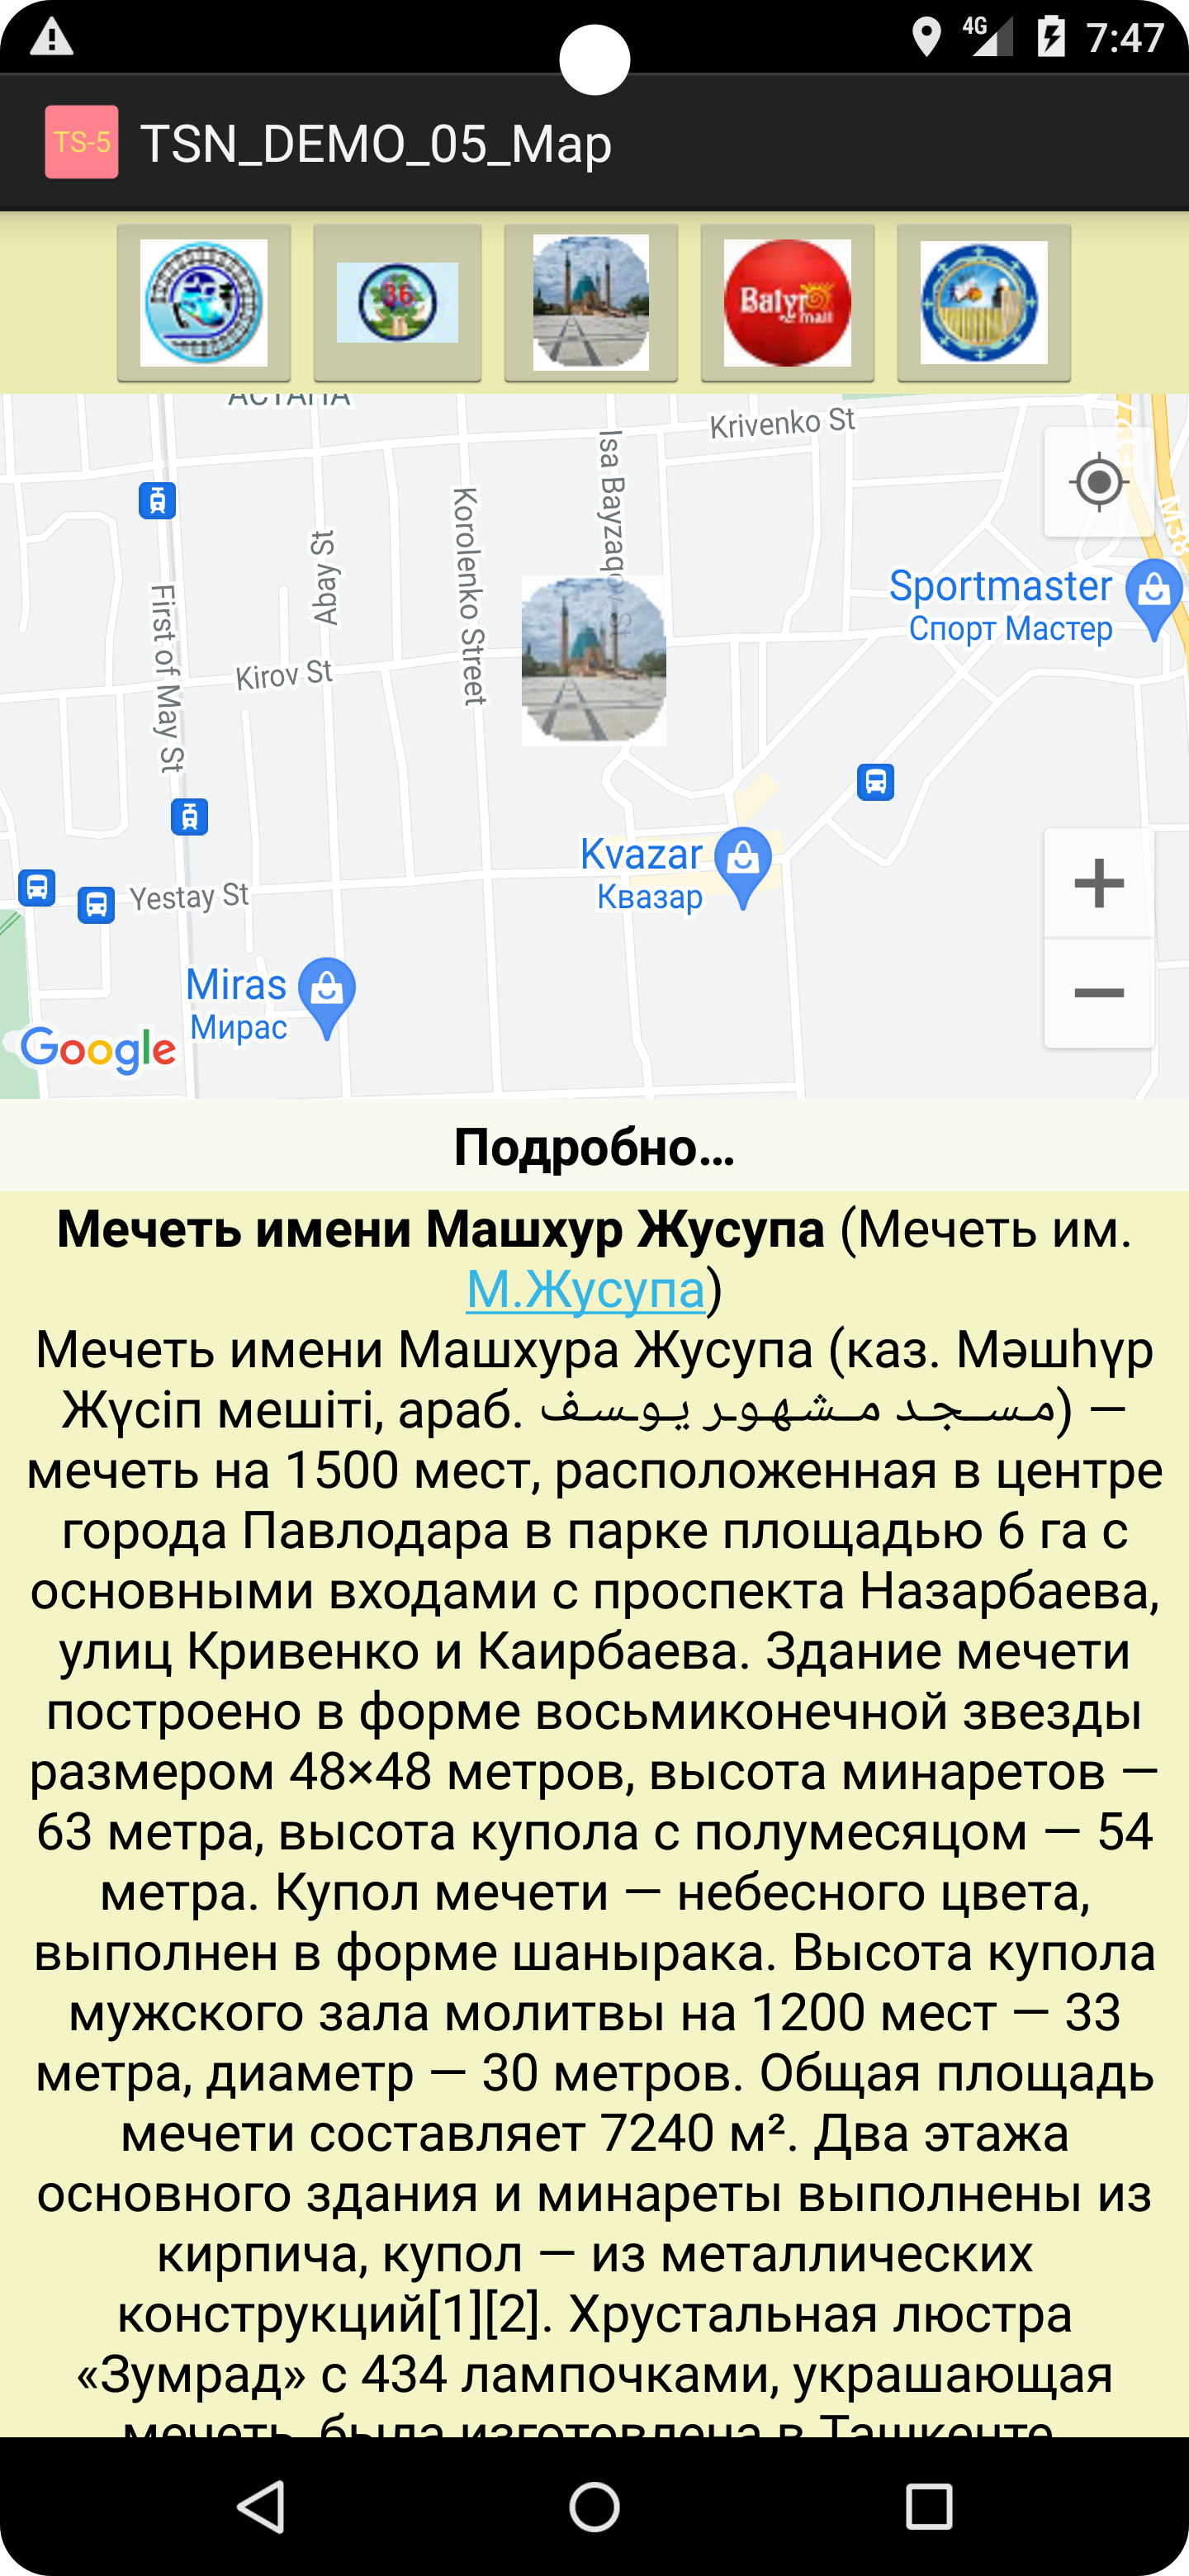 4G 7:47
TS-5 TSN_DEMO_05_Map
36
Batyr mall
АСТАНА
Krivenko St
Isa Bayzaqo
Korolenko Street
Abay St
First of May St
M38
Sportmaster
Спорт Мастер
Kirov St
Kvazar
Квазар
Yestay St
Miras
Мирас
Google
Подробно...
Мечеть имени Машхур Жусупа (Мечеть им.
М.Жусупа)
Мечеть имени Машхура Жусупа (каз. Мәшһүр
Жүсіп мешіті, араб. مسجد مشهور يوسف) —
мечеть на 1500 мест, расположенная в центре
города Павлодара в парке площадью 6 га с
основными входами с проспекта Назарбаева,
улиц Кривенко и Каирбаева. Здание мечети
построено в форме восьмиконечной звезды
размером 48×48 метров, высота минаретов —
63 метра, высота купола с полумесяцом — 54
метра. Купол мечети — небесного цвета,
выполнен в форме шанырака. Высота купола
мужского зала молитвы на 1200 мест — 33
метра, диаметр — 30 метров. Общая площадь
мечети составляет 7240 м². Два этажа
основного здания и минареты выполнены из
кирпича, купол — из металлических
конструкций[1][2]. Хрустальная люстра
«Зумрад» с 434 лампочками, украшающая
мечеть, была изготовлена в Ташкенте